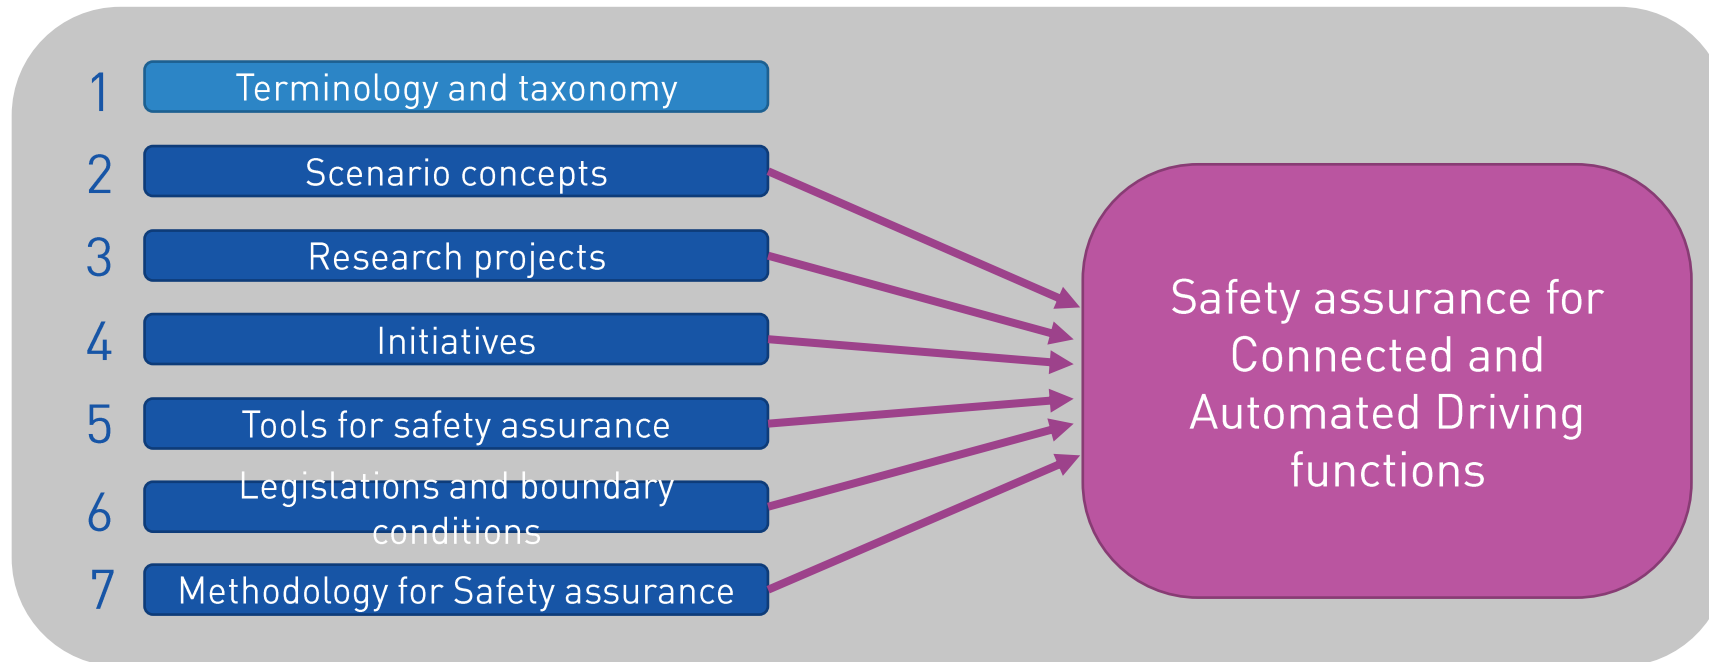 1 Terminology and taxonomy
2 Scenario concepts
3 Research projects
4 Initiatives
5 Tools for safety assurance
6 Legislations and boundary
conditions
7 Methodology for Safety assurance
Safety assurance for
Connected and
Automated Driving
functions